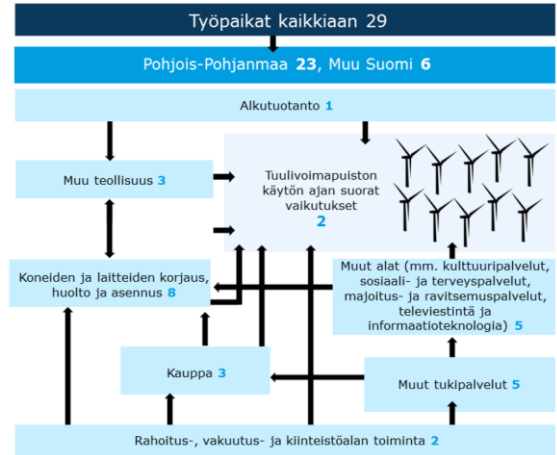 Työpaikat kaikkiaan 29
Pohjois-Pohjanmaa 23, Muu Suomi 6
Alkutuotanto 1
Muu teollisuus 3
Tuulivoimapuiston
käytön ajan suorat
vaikutukset
2
Koneiden ja laitteiden korjaus,
huolto ja asennus 8
Muut alat (mm. kulttuuripalvelut,
sosiaali- ja terveyspalvelut,
majoitus- ja ravitsemuspalvelut,
televiestintä ja
informaatioteknologia) 5
Kauppa 3
Muut tukipalvelut 5
Rahoitus-, vakuutus- ja kiinteistöalan toiminta 2